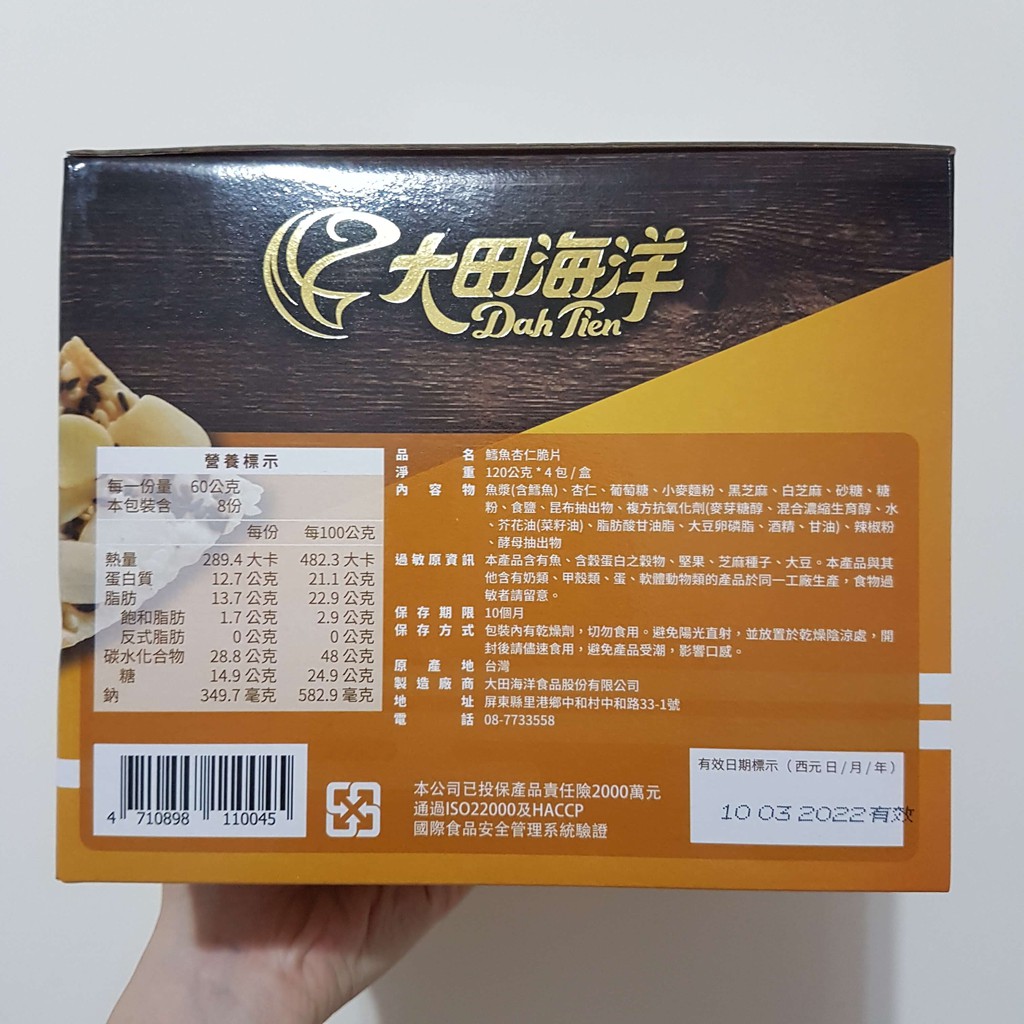 大田海洋
Dah Tien
營養標示
每一份量 60公克
本包裝含 8份
每份 每100公克
熱量 289.4 大卡 482.3 大卡
蛋白質 12.7 公克 21.1 公克
脂肪 13.7 公克 22.9 公克
飽和脂肪 1.7 公克 2.9 公克
反式脂肪 0 公克 0 公克
碳水化合物 28.8 公克 48 公克
糖 14.9 公克 24.9 公克
鈉 349.7 毫克 582.9 毫克
品名 鱈魚杏仁脆片
淨重 120公克*4包/盒
內容物 魚漿(含鱈魚)、杏仁、葡萄糖、小麥麵粉、黑芝麻、白芝麻、砂糖、糖
粉、食鹽、昆布抽出物、複方抗氧化劑(麥芽糖醇、混合濃縮生育醇、水
、芥花油(菜籽油)、脂肪酸甘油脂、大豆卵磷脂、酒精、甘油)、辣椒粉
、酵母抽出物
過敏原資訊 本產品含有魚、含穀蛋白之穀物、堅果、芝麻種子、大豆。本產品與其
他含有奶類、甲殼類、蛋、軟體動物類的產品於同一工廠生產，食物過
敏者請留意。
保存期限 10個月
保存方式 包裝內有乾燥劑，切勿食用。避免陽光直射，並放置於乾燥陰涼處，開
封後請儘速食用，避免產品受潮，影響口感。
原產地 台灣
製造廠商 大田海洋食品股份有限公司
地址 屏東縣里港鄉中和村中和路33-1號
電話 08-7733558
4 710898 110045
本公司已投保產品責任險2000萬元
通過ISO22000及HACCP
國際食品安全管理系統驗證
有效日期標示（西元日/月/年）
10 03 2022有效